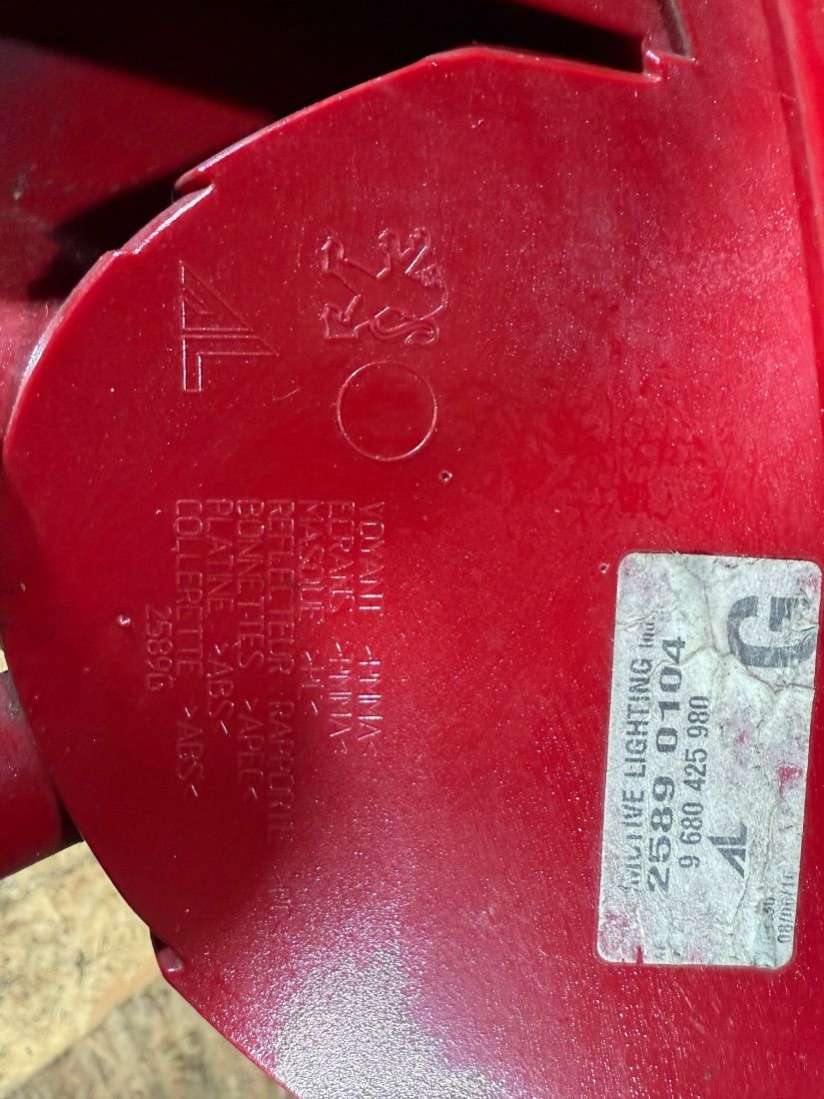 VOYANT >PMMA<
ECRANS >PMMA<
MASQUE >PC<
REFLECTEUR RAPPORTE
BONNETTES >APEC<
PLATINE >ABS<
COLLERETTE >ABS<
25896
G
MOTIVE LIGHTING
2589 0104
9 680 425 980
AL
AL